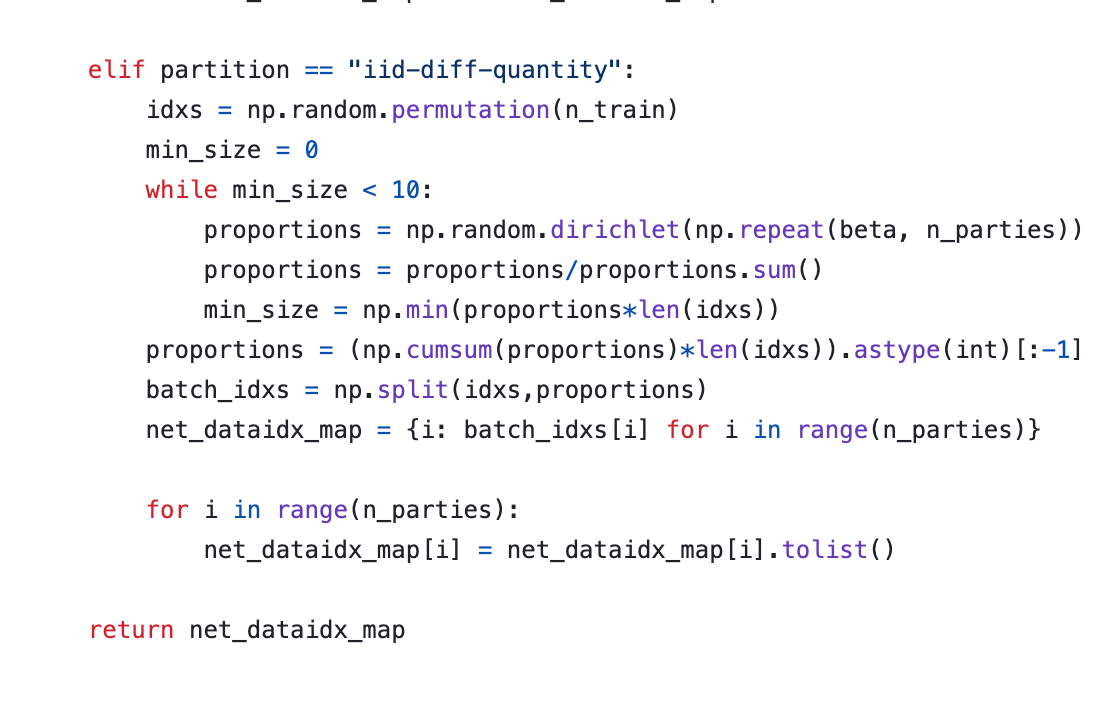 elif partition == "iid-diff-quantity":
    idxs = np.random.permutation(n_train)
    min_size = 0
    while min_size < 10:
        proportions = np.random.dirichlet(np.repeat(beta, n_parties))
        proportions = proportions/proportions.sum()
        min_size = np.min(proportions*len(idxs))
    proportions = (np.cumsum(proportions)*len(idxs)).astype(int)[:-1]
    batch_idxs = np.split(idxs,proportions)
    net_dataidx_map = {i: batch_idxs[i] for i in range(n_parties)}
    for i in range(n_parties):
        net_dataidx_map[i] = net_dataidx_map[i].tolist()
return net_dataidx_map